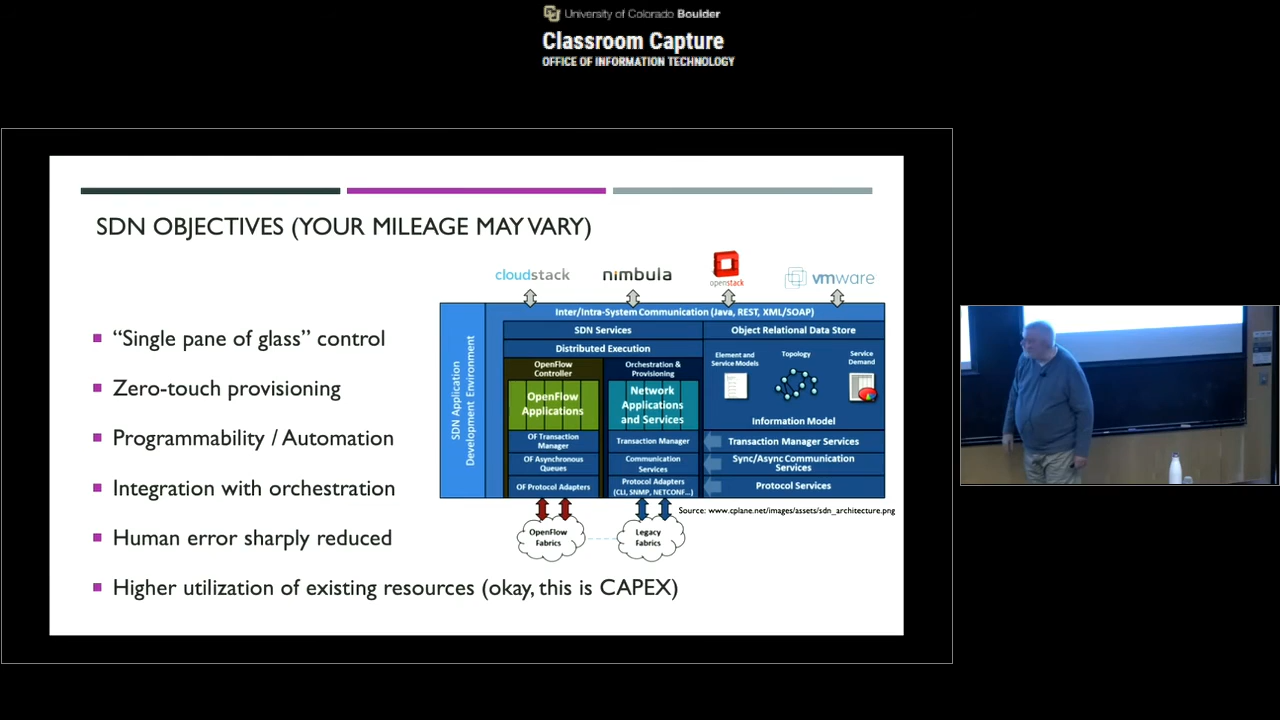 University of Colorado Boulder
Classroom Capture
OFFICE OF INFORMATION TECHNOLOGY
SDN OBJECTIVES (YOUR MILEAGE MAY VARY)
"Single pane of glass" control
Zero-touch provisioning
Programmability / Automation
Integration with orchestration
Human error sharply reduced
Higher utilization of existing resources (okay, this is CAPEX)
cloudstack
nimbula
openstack
vmware
SDN Application
Development Environment
Inter/Intra-System Communication (Java, REST, XML/SOAP)
SDN Services
Object Relational Data Store
Distributed Execution
OpenFlow
Controller
OpenFlow
Applications
OF Transaction
Manager
OF Asynchronous
Queues
OF Protocol Adapters
Orchestration &
Provisioning
Network
Applications
and Services
Transaction Manager
Communication
Services
Protocol Adapters
(CLI, SNMP, NETCONF...)
Element and
Service Models
Topology
Service
Demand
Information Model
Transaction Manager Services
Sync/Async Communication
Services
Protocol Services
OpenFlow
Fabrics
Legacy
Fabrics
Source: www.cplane.net/images/assets/sdn_architecture.png